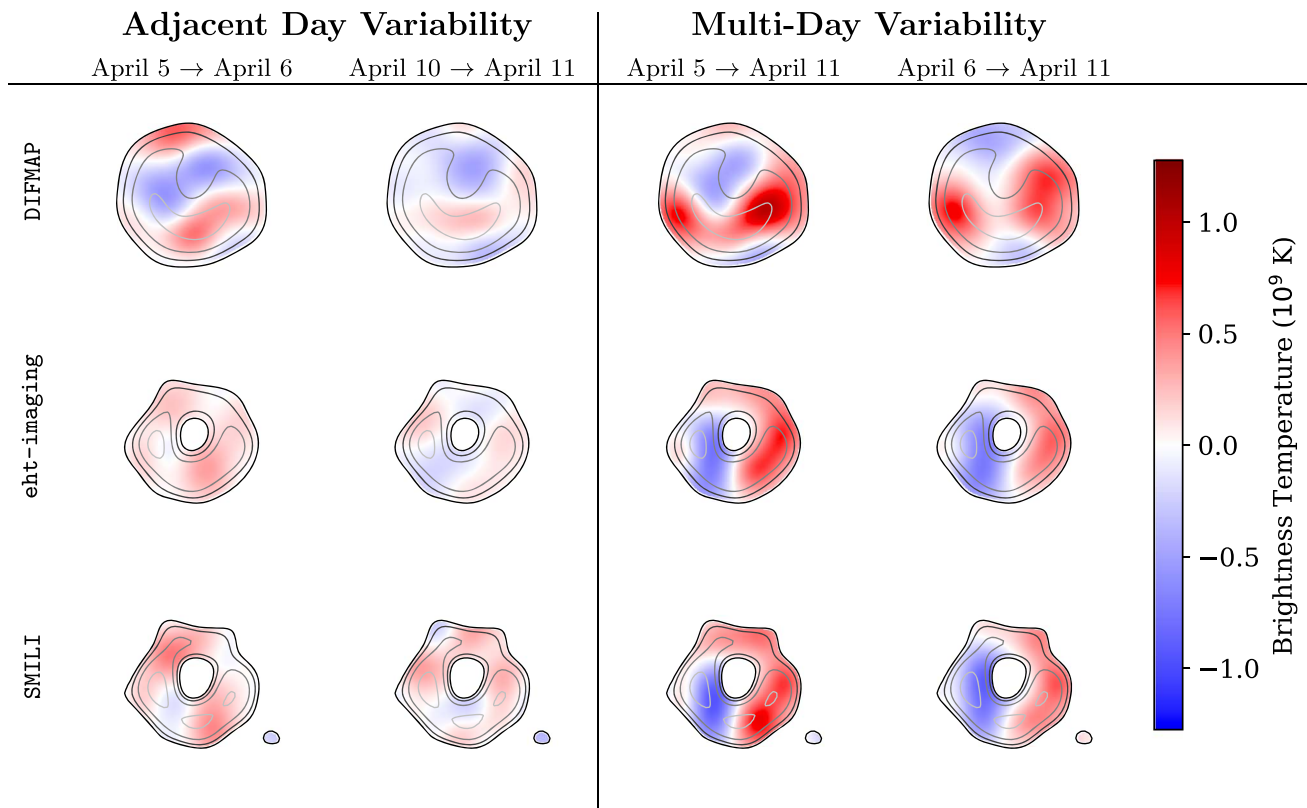 Adjacent Day Variability
Multi-Day Variability
April 5 → April 6
April 10 → April 11
April 5 → April 11
April 6 → April 11
DIFMAP
eht-imaging
SMILI
1.0
0.5
0.0
−0.5
−1.0
Brightness Temperature (10⁹ K)